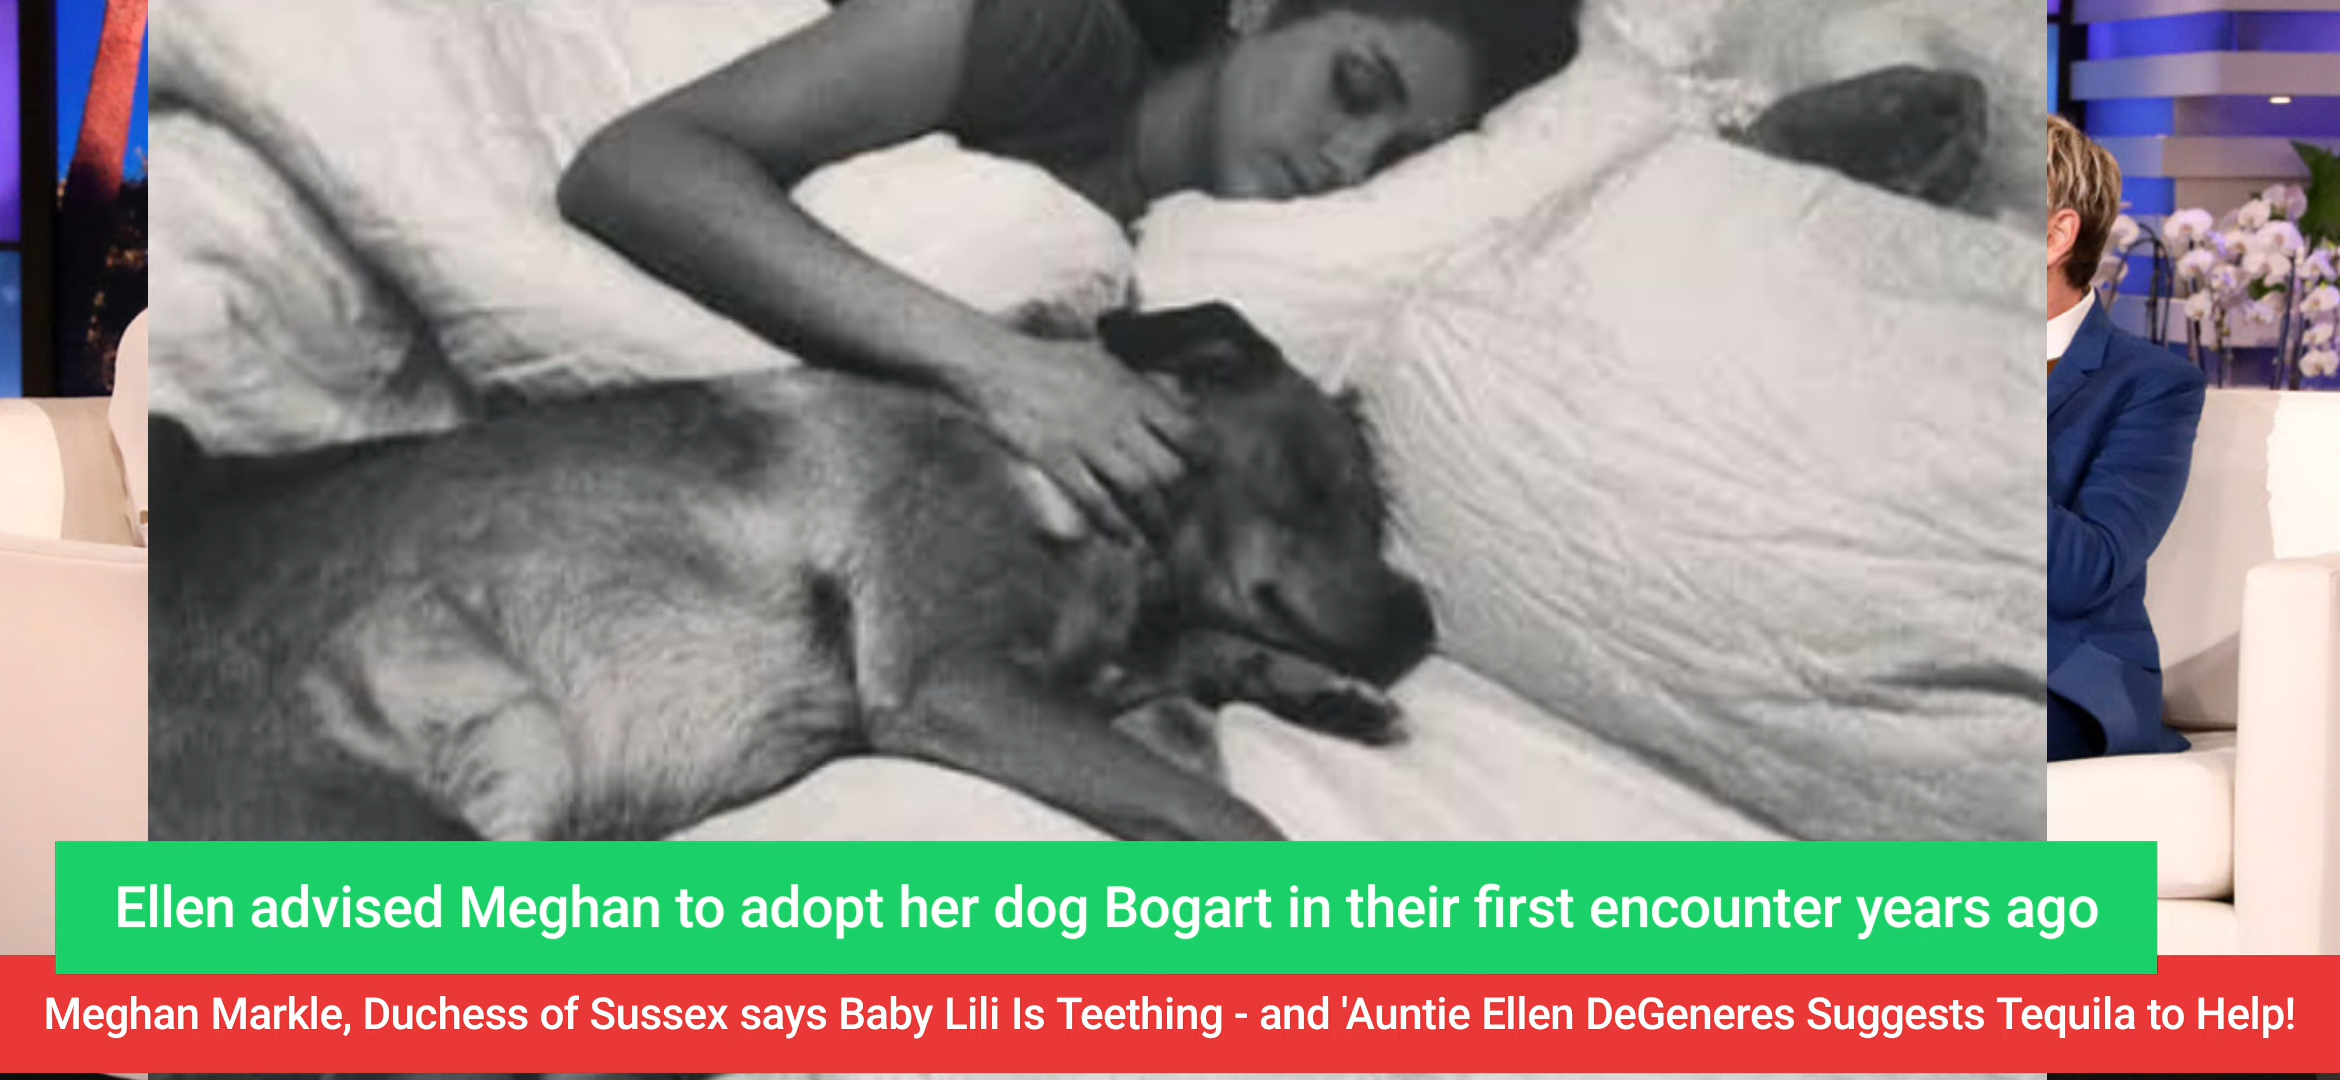 Ellen advised Meghan to adopt her dog Bogart in their first encounter years ago
Meghan Markle, Duchess of Sussex says Baby Lili Is Teething - and 'Auntie Ellen DeGeneres Suggests Tequila to Help!